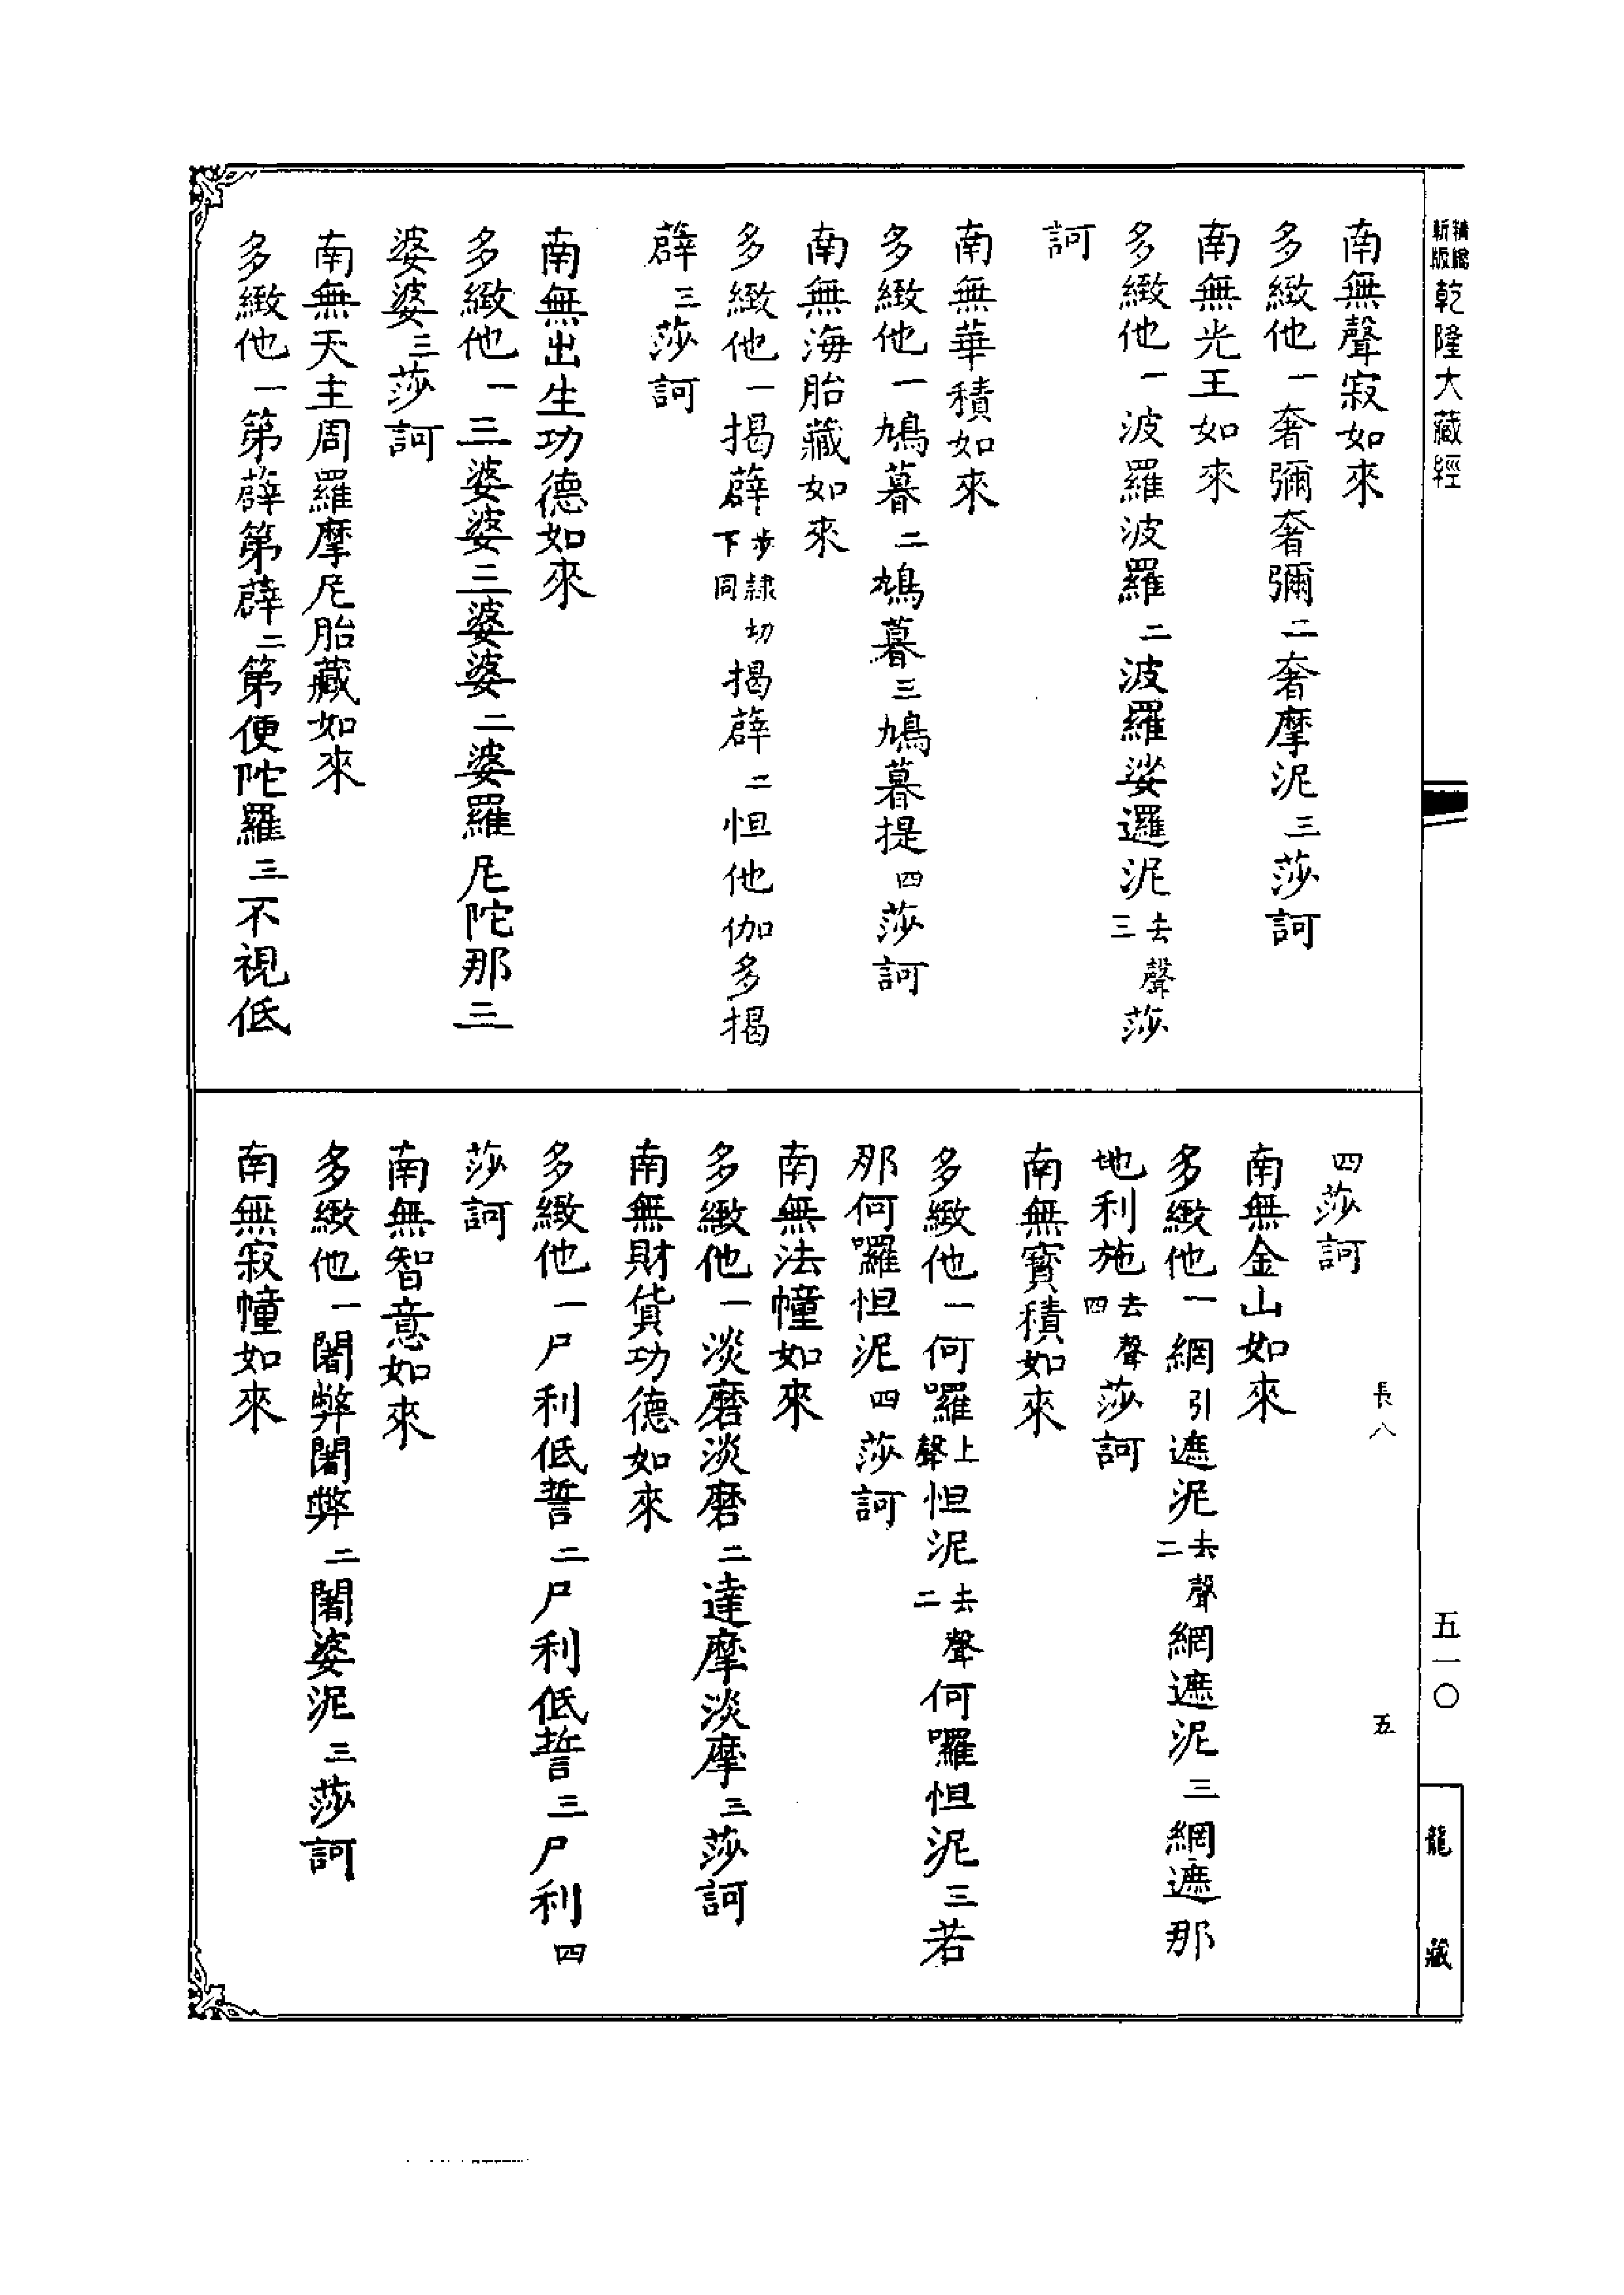 精編
新版
乾隆大藏經
南無聲寂如來
多緻他一奢彌奢彌二奢摩泥三莎訶
南無光王如來
多緻他一波羅波羅二波羅娑邏泥去聲三莎
訶
南無華積如來
多緻他一鳩暮二鳩暮三鳩暮提四莎訶
南無海胎藏如來
多緻他一揭薜步隷切下同揭薜二怛他伽多揭
薜三莎訶
南無出生功德如來
多緻他一三婆婆三婆婆二婆羅尼陀那三
婆婆三莎訶
南無天主周羅摩尼胎藏如來
多緻他一第薜第薜二第便陀羅三不視低
四莎訶
南無金山如來
多緻他一網引遮泥去聲二網遮泥三網遮那
地利施去聲四莎訶
南無寶積如來
多緻他一何囉上聲怛泥去聲二何囉怛泥三若
那何囉怛泥四莎訶
南無法幢如來
多緻他一淡磨淡磨二達摩淡摩三莎訶
南無財貨功德如來
多緻他一尸利低誓二尸利低誓三尸利四
莎訶
南無智意如來
多緻他一闍弊闍弊二闍婆泥三莎訶
南無寂幢如來
長八
五
五一〇
龍藏